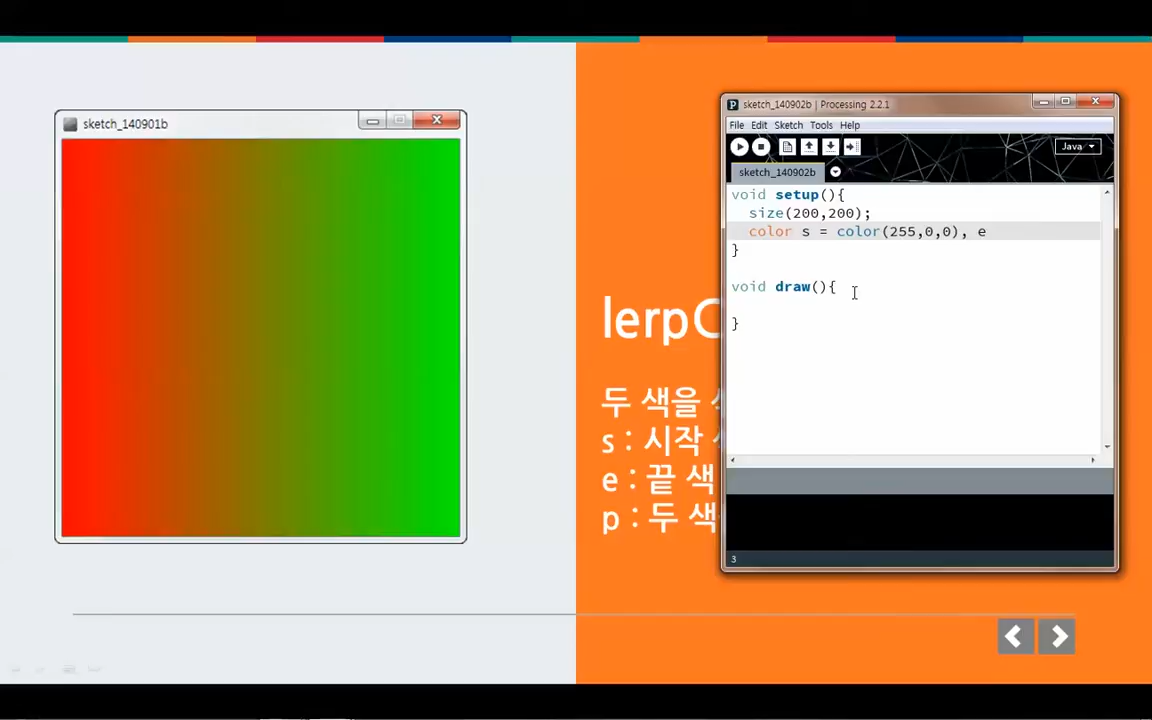 sketch_140901b
sketch_140902b | Processing 2.2.1
File Edit Sketch Tools Help
Java
sketch_140902b
void setup(){
size(200,200);
color s = color(255,0,0), e
}
void draw(){
}
3
lerpC
두 색을
s : 시작
e : 끝 색
p : 두 색